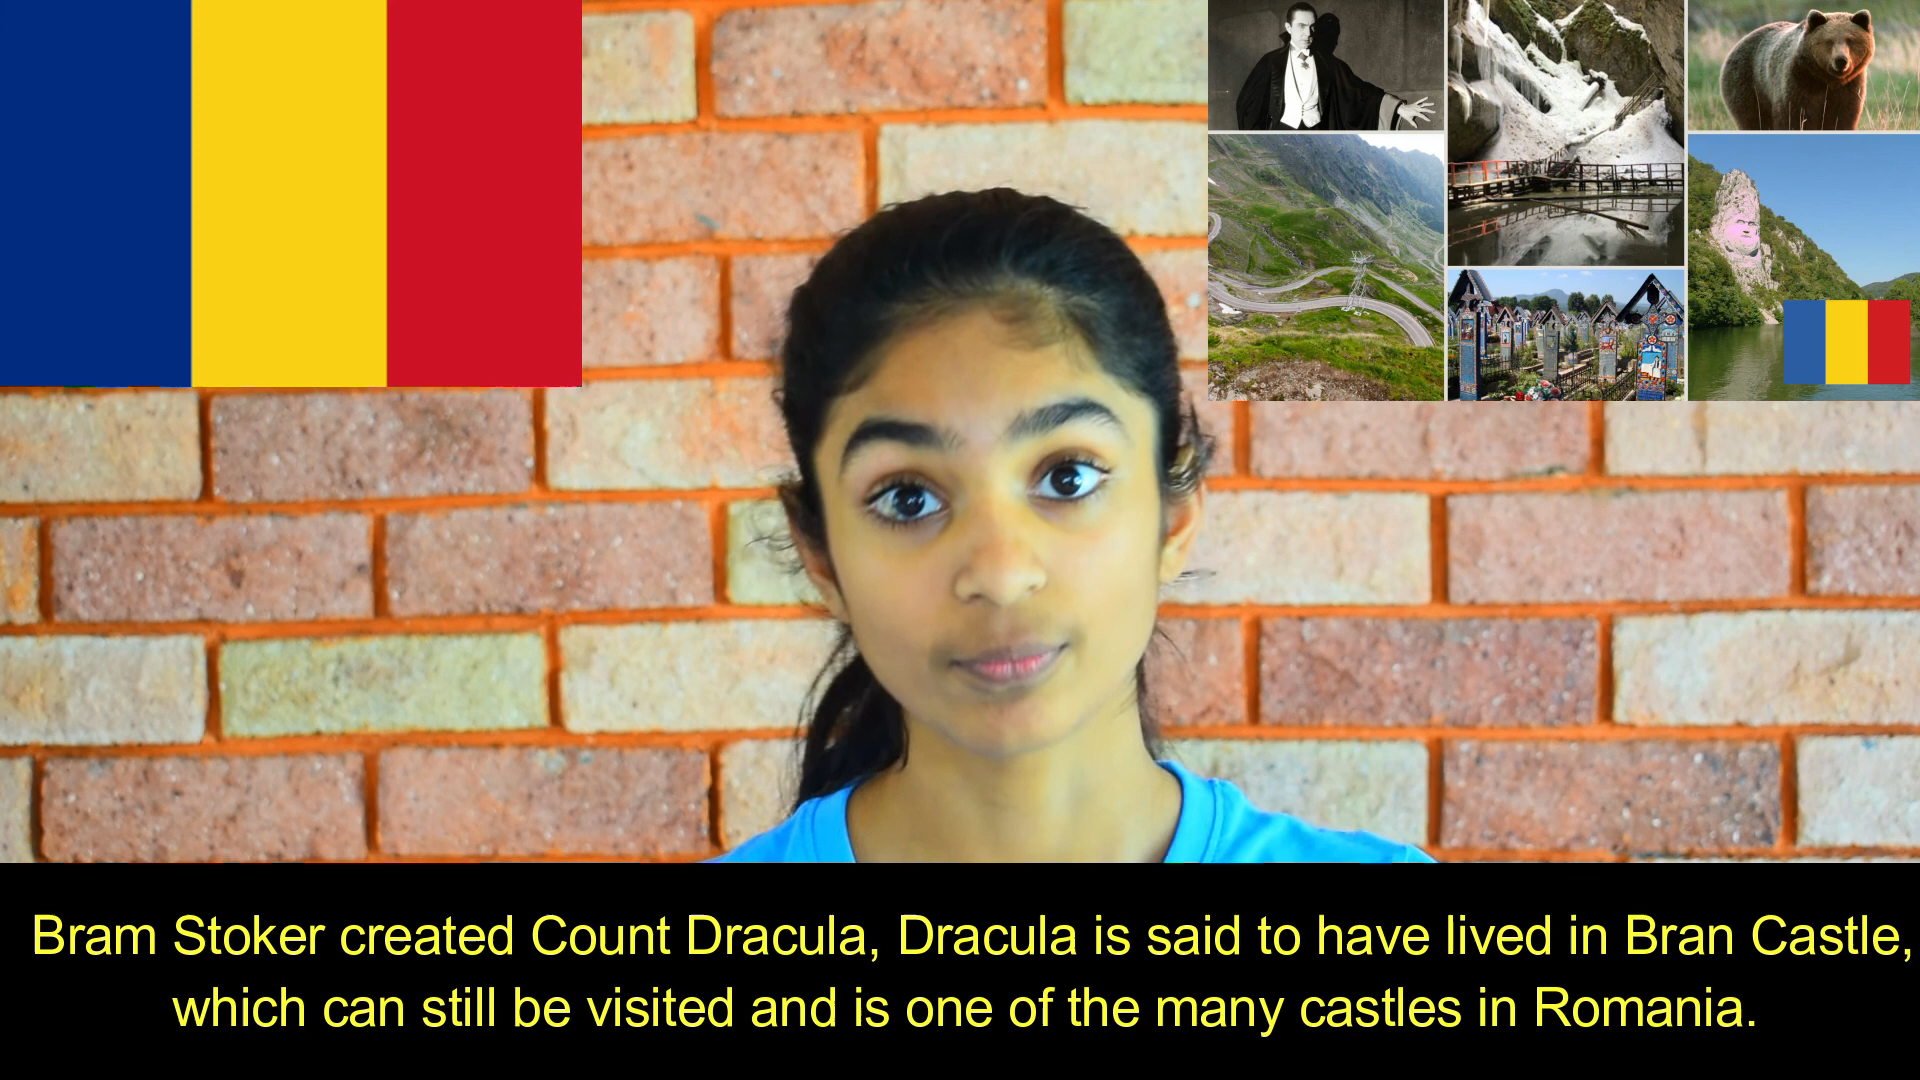 Bram Stoker created Count Dracula, Dracula is said to have lived in Bran Castle,
which can still be visited and is one of the many castles in Romania.